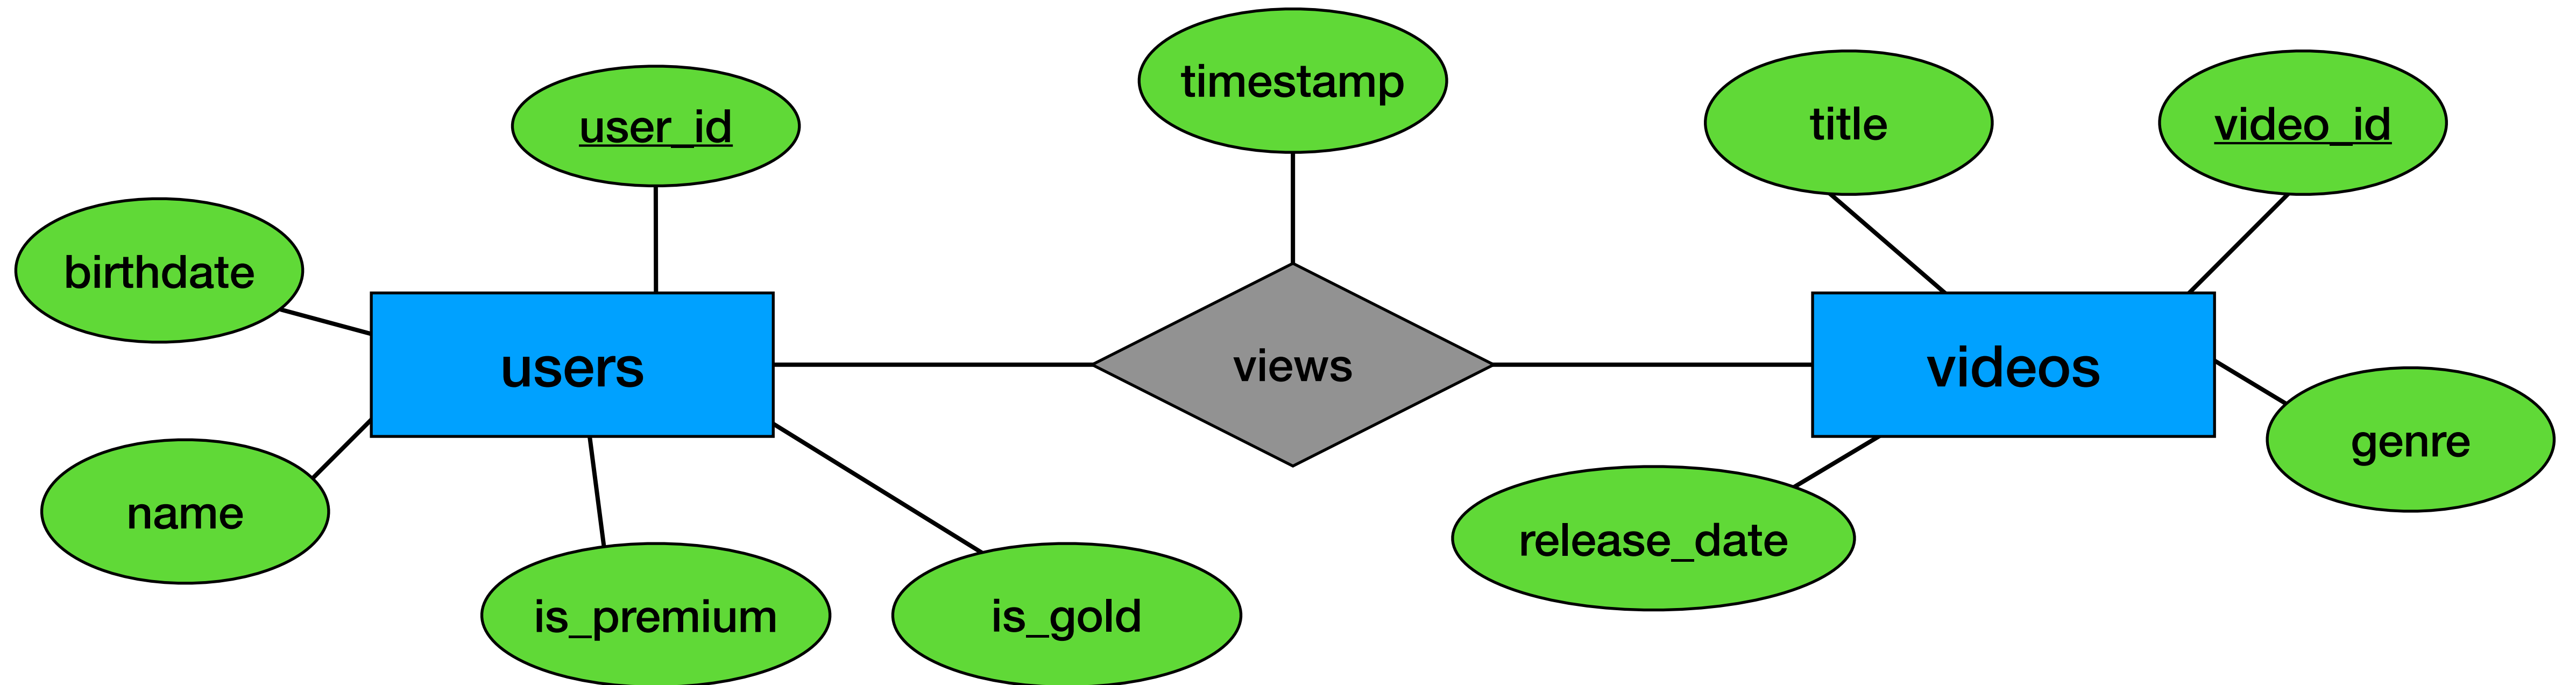 timestamp
title
video_id
user_id
birthdate
users
views
videos
genre
name
release_date
is_premium
is_gold